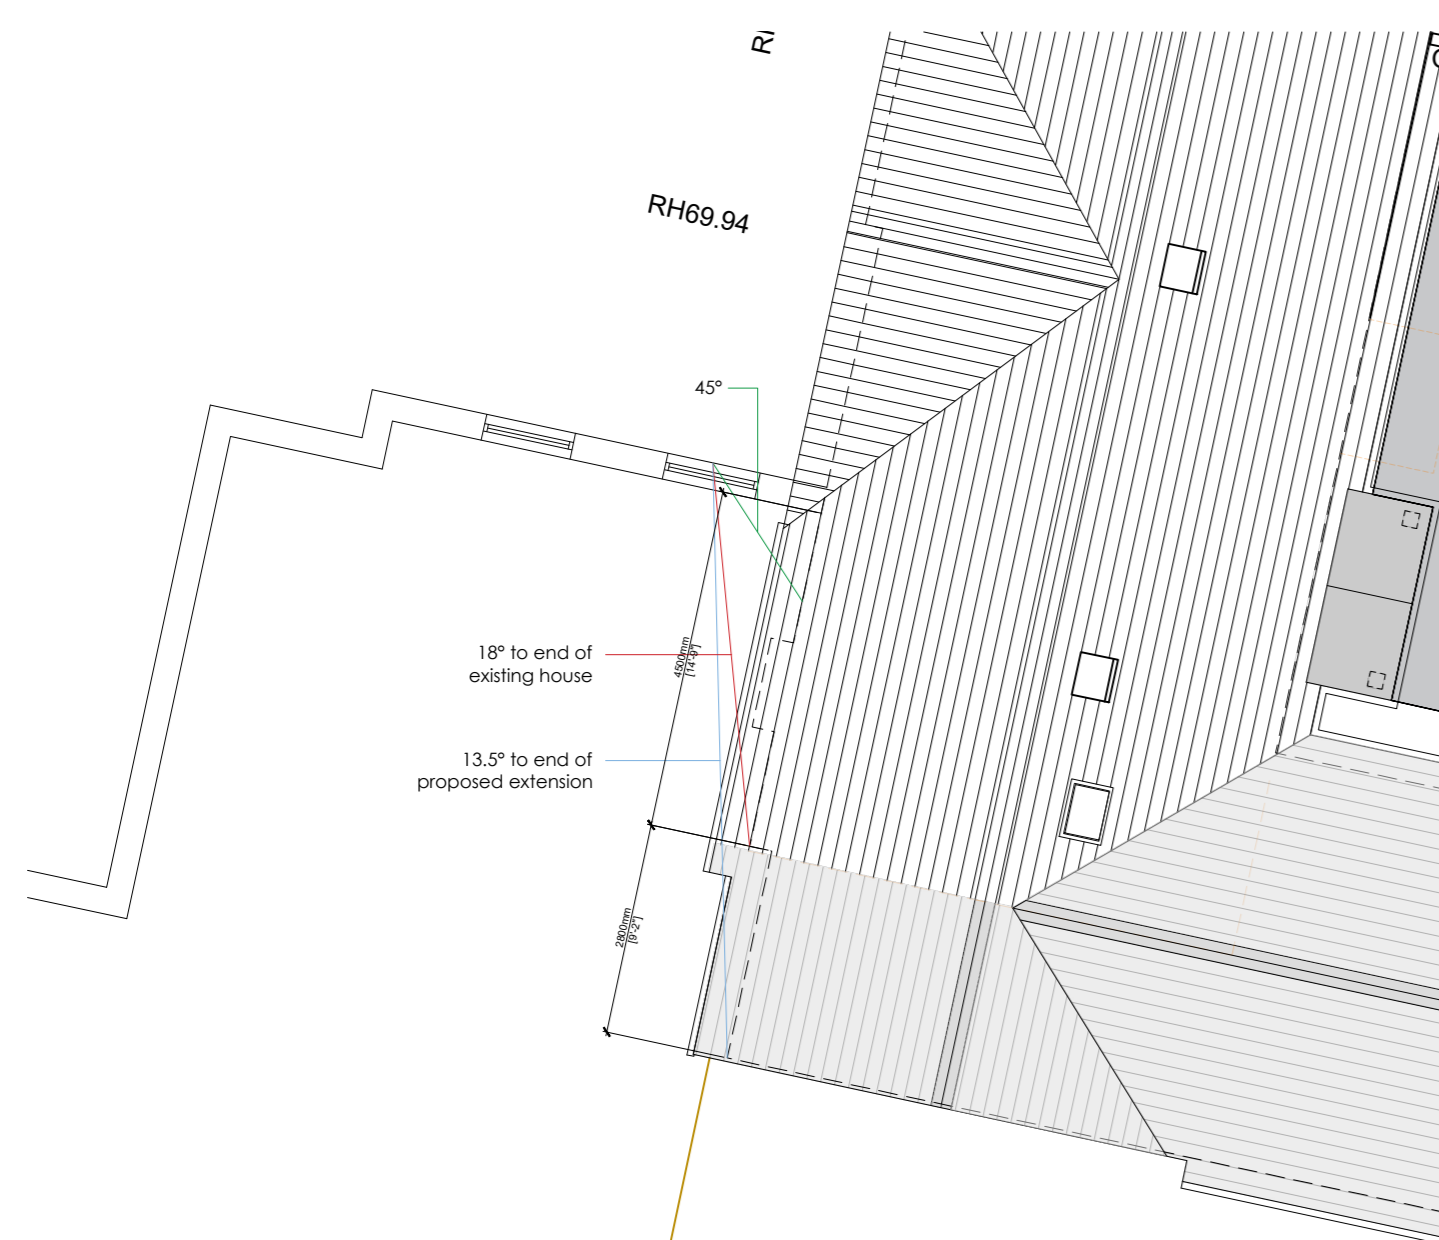 RH69.94
45°
18° to end of
existing house
4500mm
[14'-9"]
13.5° to end of
proposed extension
2800mm
[9'-2"]